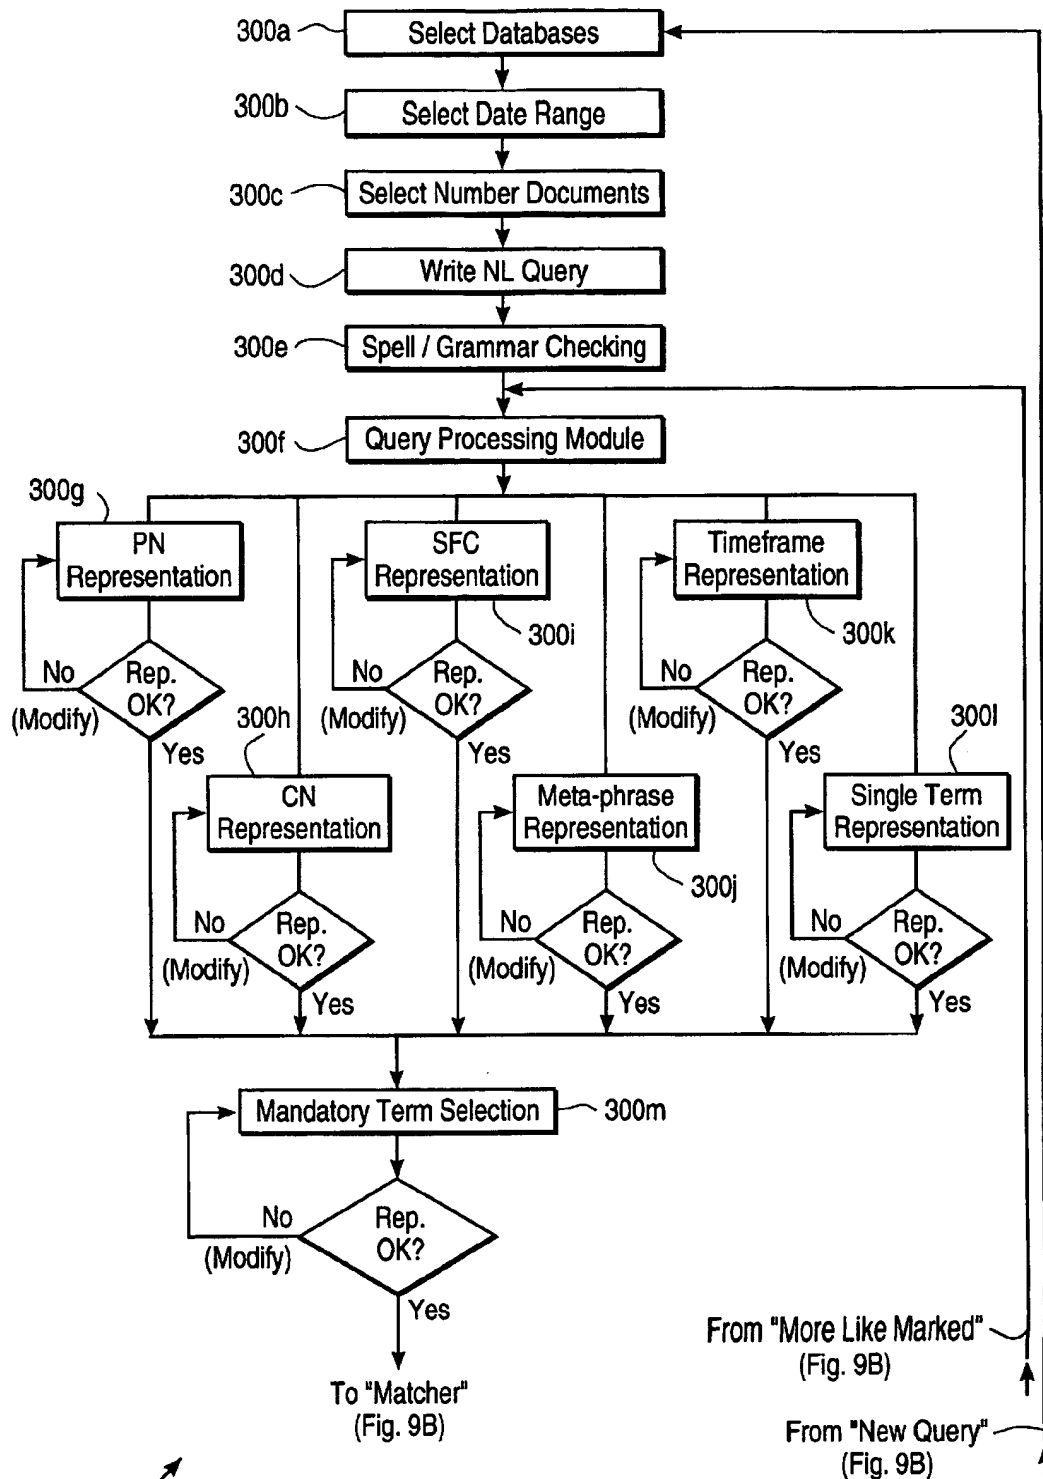 300a
Select Databases
300b
Select Date Range
300c
Select Number Documents
300d
Write NL Query
300e
Spell / Grammar Checking
300f
Query Processing Module
300g
PN
Representation
SFC
Representation
Timeframe
Representation
300i
300k
No
(Modify)
Rep.
OK?
Yes
No
(Modify)
Rep.
OK?
Yes
No
(Modify)
Rep.
OK?
Yes
300h
300l
CN
Representation
Meta-phrase
Representation
Single Term
Representation
300j
No
(Modify)
Rep.
OK?
Yes
No
(Modify)
Rep.
OK?
Yes
No
(Modify)
Rep.
OK?
Yes
Mandatory Term Selection
300m
No
(Modify)
Rep.
OK?
Yes
To "Matcher"
(Fig. 9B)
From "More Like Marked"
(Fig. 9B)
From "New Query"
(Fig. 9B)